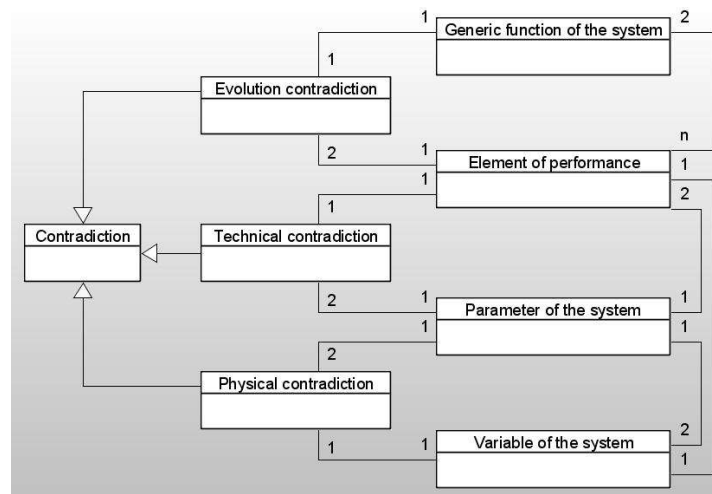 1
Generic function of the system
2
1
Evolution contradiction
2
1
Element of performance
n
1
2
1
1
Contradiction
Technical contradiction
2
1
Parameter of the system
1
1
1
2
Physical contradiction
1
1
Variable of the system
2
1